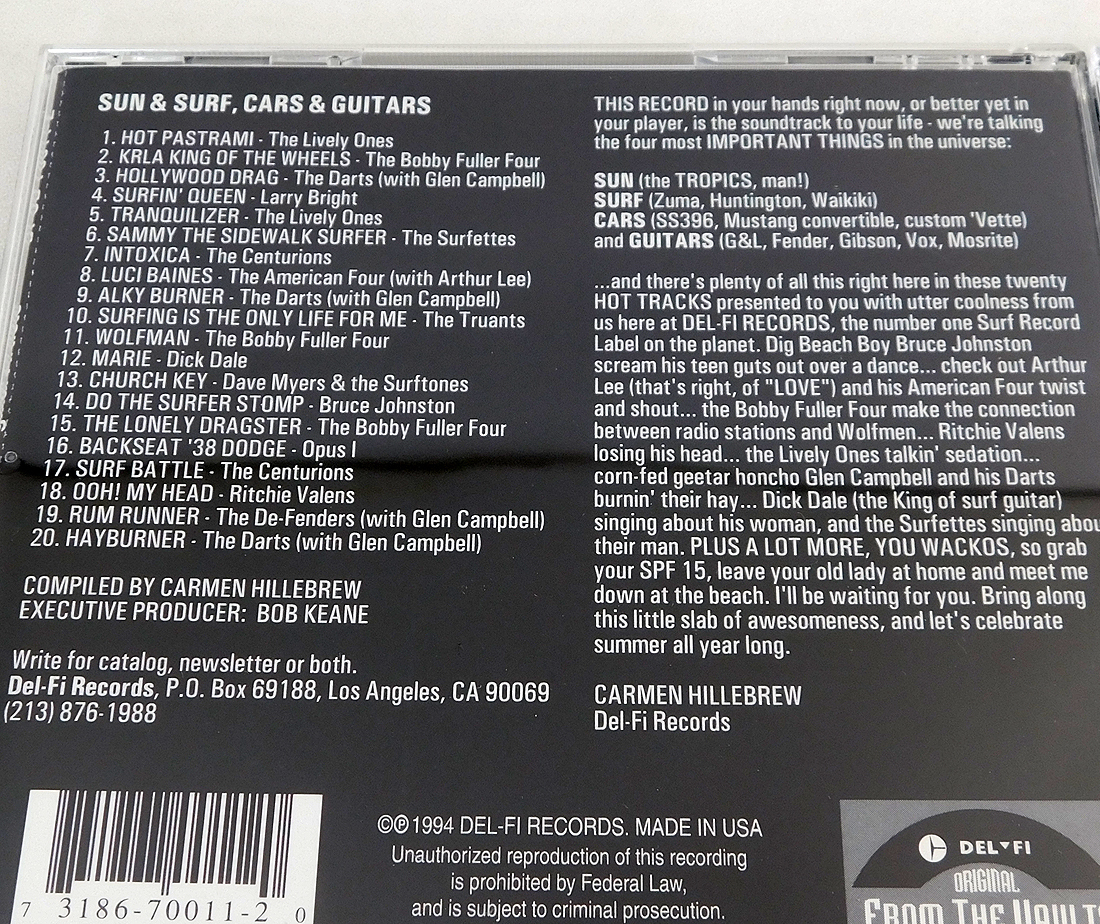 SUN & SURF, CARS & GUITARS
1. HOT PASTRAMI - The Lively Ones
2. KRLA KING OF THE WHEELS - The Bobby Fuller Four
3. HOLLYWOOD DRAG - The Darts (with Glen Campbell)
4. SURFIN' QUEEN - Larry Bright
5. TRANQUILIZER - The Lively Ones
6. SAMMY THE SIDEWALK SURFER - The Surfettes
7. INTOXICA - The Centurions
8. LUCI BAINES - The American Four (with Arthur Lee)
9. ALKY BURNER - The Darts (with Glen Campbell)
10. SURFING IS THE ONLY LIFE FOR ME - The Truants
11. WOLFMAN - The Bobby Fuller Four
12. MARIE - Dick Dale
13. CHURCH KEY - Dave Myers & the Surftones
14. DO THE SURFER STOMP - Bruce Johnston
15. THE LONELY DRAGSTER - The Bobby Fuller Four
16. BACKSEAT '38 DODGE - Opus I
17. SURF BATTLE - The Centurions
18. OOH! MY HEAD - Ritchie Valens
19. RUM RUNNER - The De-Fenders (with Glen Campbell)
20. HAYBURNER - The Darts (with Glen Campbell)
COMPILED BY CARMEN HILLEBREW
EXECUTIVE PRODUCER: BOB KEANE
Write for catalog, newsletter or both.
Del-Fi Records, P.O. Box 69188, Los Angeles, CA 90069
(213) 876-1988
THIS RECORD in your hands right now, or better yet in
your player, is the soundtrack to your life - we're talking
the four most IMPORTANT THINGS in the universe:
SUN (the TROPICS, man!)
SURF (Zuma, Huntington, Waikiki)
CARS (SS396, Mustang convertible, custom 'Vette)
and GUITARS (G&L, Fender, Gibson, Vox, Mosrite)
...and there's plenty of all this right here in these twenty
HOT TRACKS presented to you with utter coolness from
us here at DEL-FI RECORDS, the number one Surf Record
Label on the planet. Dig Beach Boy Bruce Johnston
scream his teen guts out over a dance... check out Arthur
Lee (that's right, of "LOVE") and his American Four twist
and shout... the Bobby Fuller Four make the connection
between radio stations and Wolfmen... Ritchie Valens
losing his head... the Lively Ones talkin' sedation...
corn-fed geetar honcho Glen Campbell and his Darts
burnin' their hay... Dick Dale (the King of surf guitar)
singing about his woman, and the Surfettes singing abou
their man. PLUS A LOT MORE, YOU WACKOS, so grab
your SPF 15, leave your old lady at home and meet me
down at the beach. I'll be waiting for you. Bring along
this little slab of awesomeness, and let's celebrate
summer all year long.
CARMEN HILLEBREW
Del-Fi Records
7 3186-70011-2 0
©℗1994 DEL-FI RECORDS. MADE IN USA
Unauthorized reproduction of this recording
is prohibited by Federal Law,
and is subject to criminal prosecution.
DEL▼FI
ORIGINAL
FROM THE VAULTS